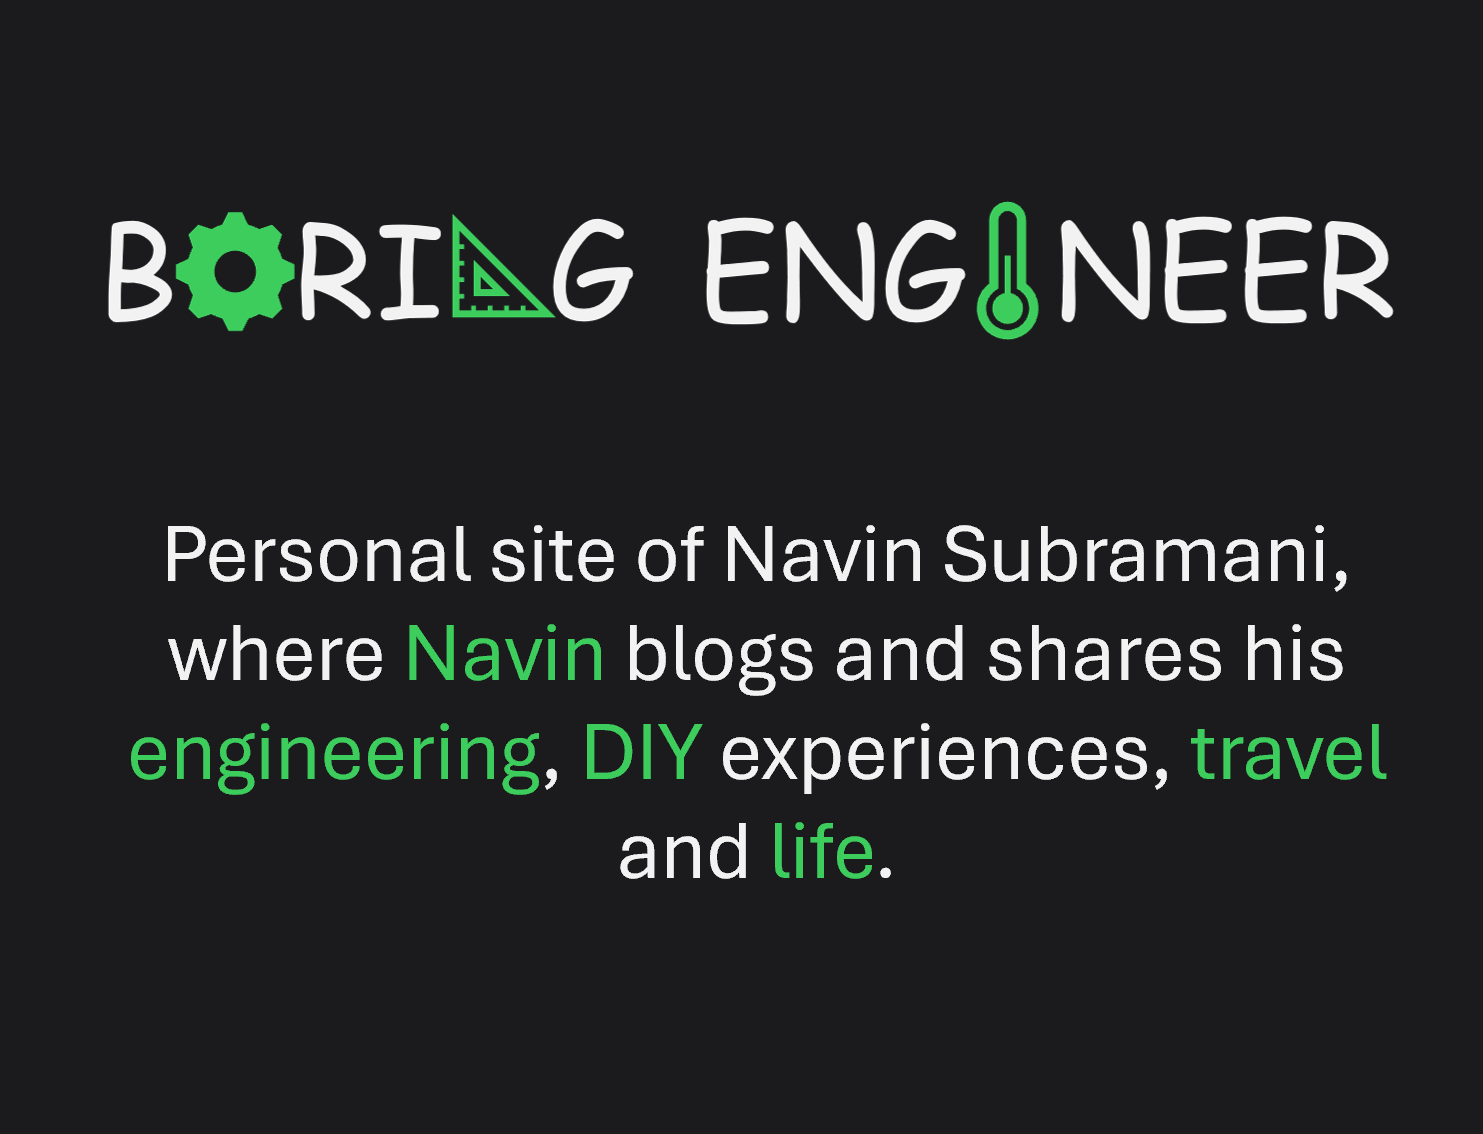 BORING ENGINEER
Personal site of Navin Subramani,
where Navin blogs and shares his
engineering, DIY experiences, travel
and life.